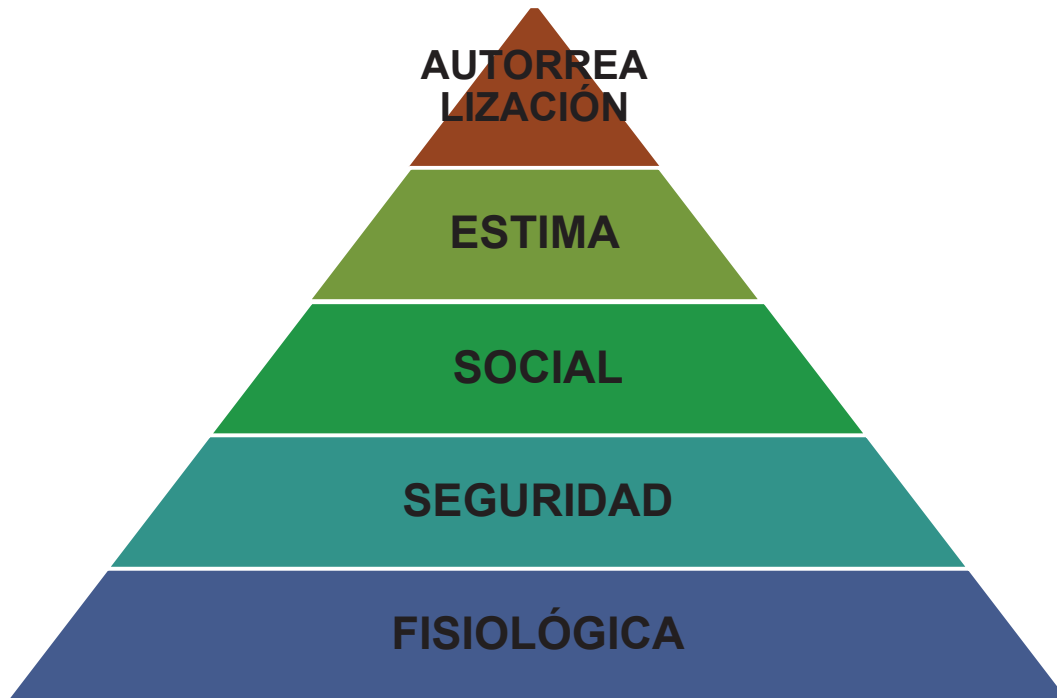 AUTORREA
LIZACIÓN
ESTIMA
SOCIAL
SEGURIDAD
FISIOLÓGICA